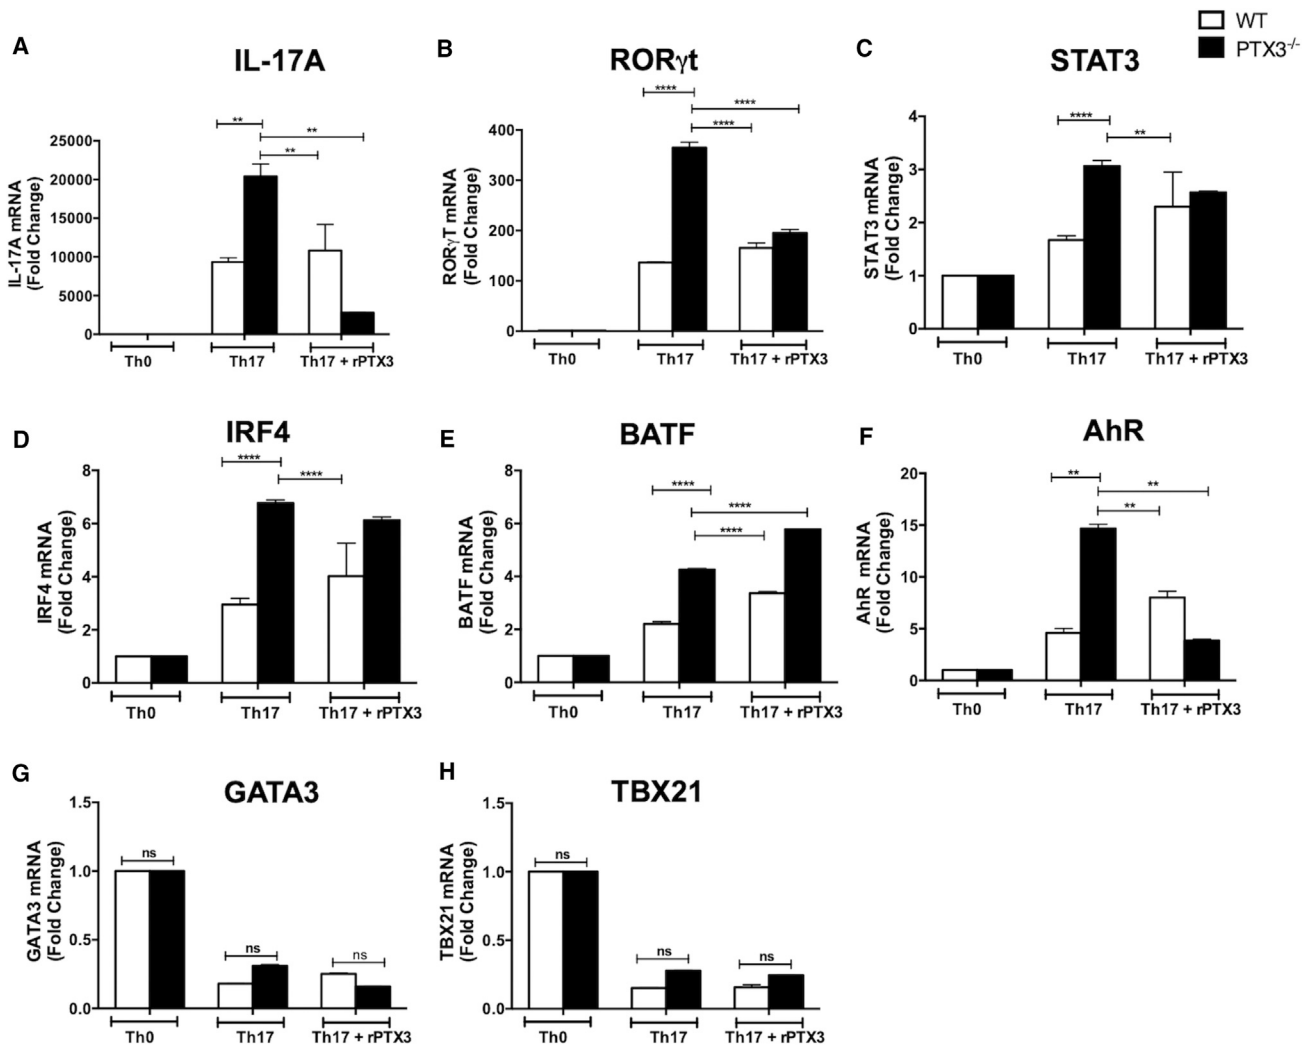 WT
PTX3-/-
A
IL-17A
IL-17A mRNA
(Fold Change)
25000
20000
15000
10000
5000
0
**
**
**
Th0
Th17
Th17 + rPTX3
B
RORγt
RORγT mRNA
(Fold Change)
400
300
200
100
0
****
****
****
Th0
Th17
Th17 + rPTX3
C
STAT3
STAT3 mRNA
(Fold Change)
4
3
2
1
0
****
**
Th0
Th17
Th17 + rPTX3
D
IRF4
IRF4 mRNA
(Fold Change)
8
6
4
2
0
****
****
Th0
Th17
Th17 + rPTX3
E
BATF
BATF mRNA
(Fold Change)
8
6
4
2
0
****
****
****
Th0
Th17
Th17 + rPTX3
F
AhR
AhR mRNA
(Fold Change)
20
15
10
5
0
**
**
**
Th0
Th17
Th17 + rPTX3
G
GATA3
GATA3 mRNA
(Fold Change)
1.5
1.0
0.5
0.0
ns
ns
ns
Th0
Th17
Th17 + rPTX3
H
TBX21
TBX21 mRNA
(Fold Change)
1.5
1.0
0.5
0.0
ns
ns
ns
Th0
Th17
Th17 + rPTX3